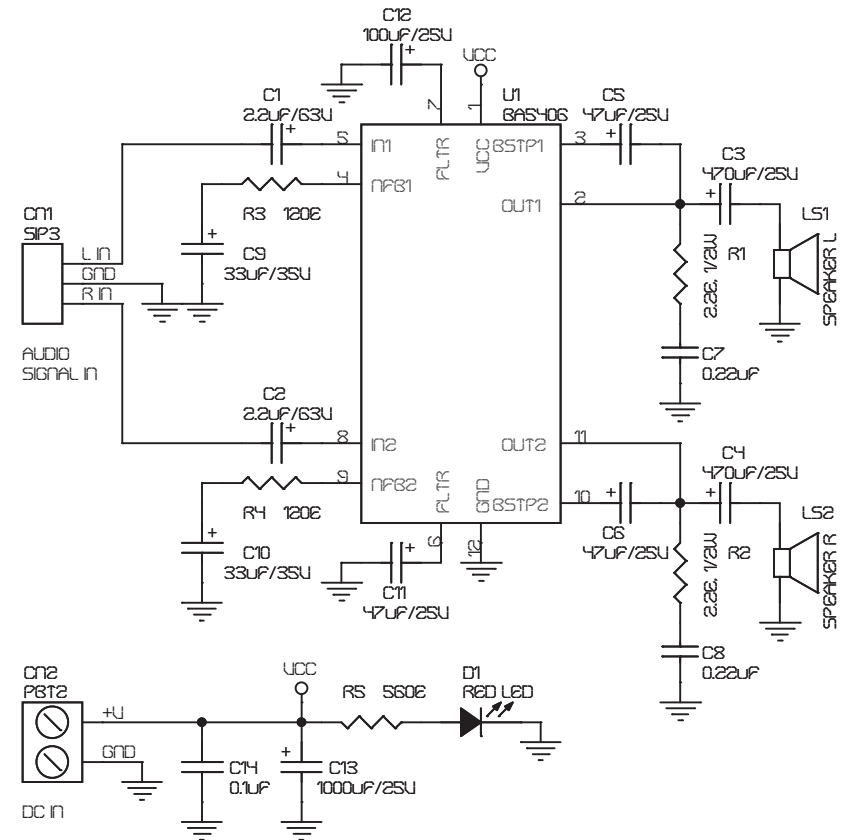 C12
100uF/25V
VCC
C1
2.2uF/63V
+
7
1
U1
BA5406
C5
47uF/25V
+
5
IN1
FLTR
VCC
BSTP1
3
C3
470uF/25V
4
NFB1
R3 120E
OUT1
2
+
LS1
SPEAKER L
CN1
SIP3
L IN
GND
R IN
+
C9
33uF/35V
R1
2.2E, 1/2W
AUDIO
SIGNAL IN
C7
0.22uF
C2
2.2uF/63V
+
8
IN2
OUT2
11
C4
470uF/25V
9
NFB2
FLTR
GND
BSTP2
10
+
+
LS2
SPEAKER R
R4 120E
C6
47uF/25V
R2
2.2E, 1/2W
+
C10
33uF/35V
6
12
+
C11
47uF/25V
C8
0.22uF
CN2
PBT2
VCC
R5 560E
D1
RED LED
+V
GND
C14
0.1uF
+
C13
1000uF/25V
DC IN